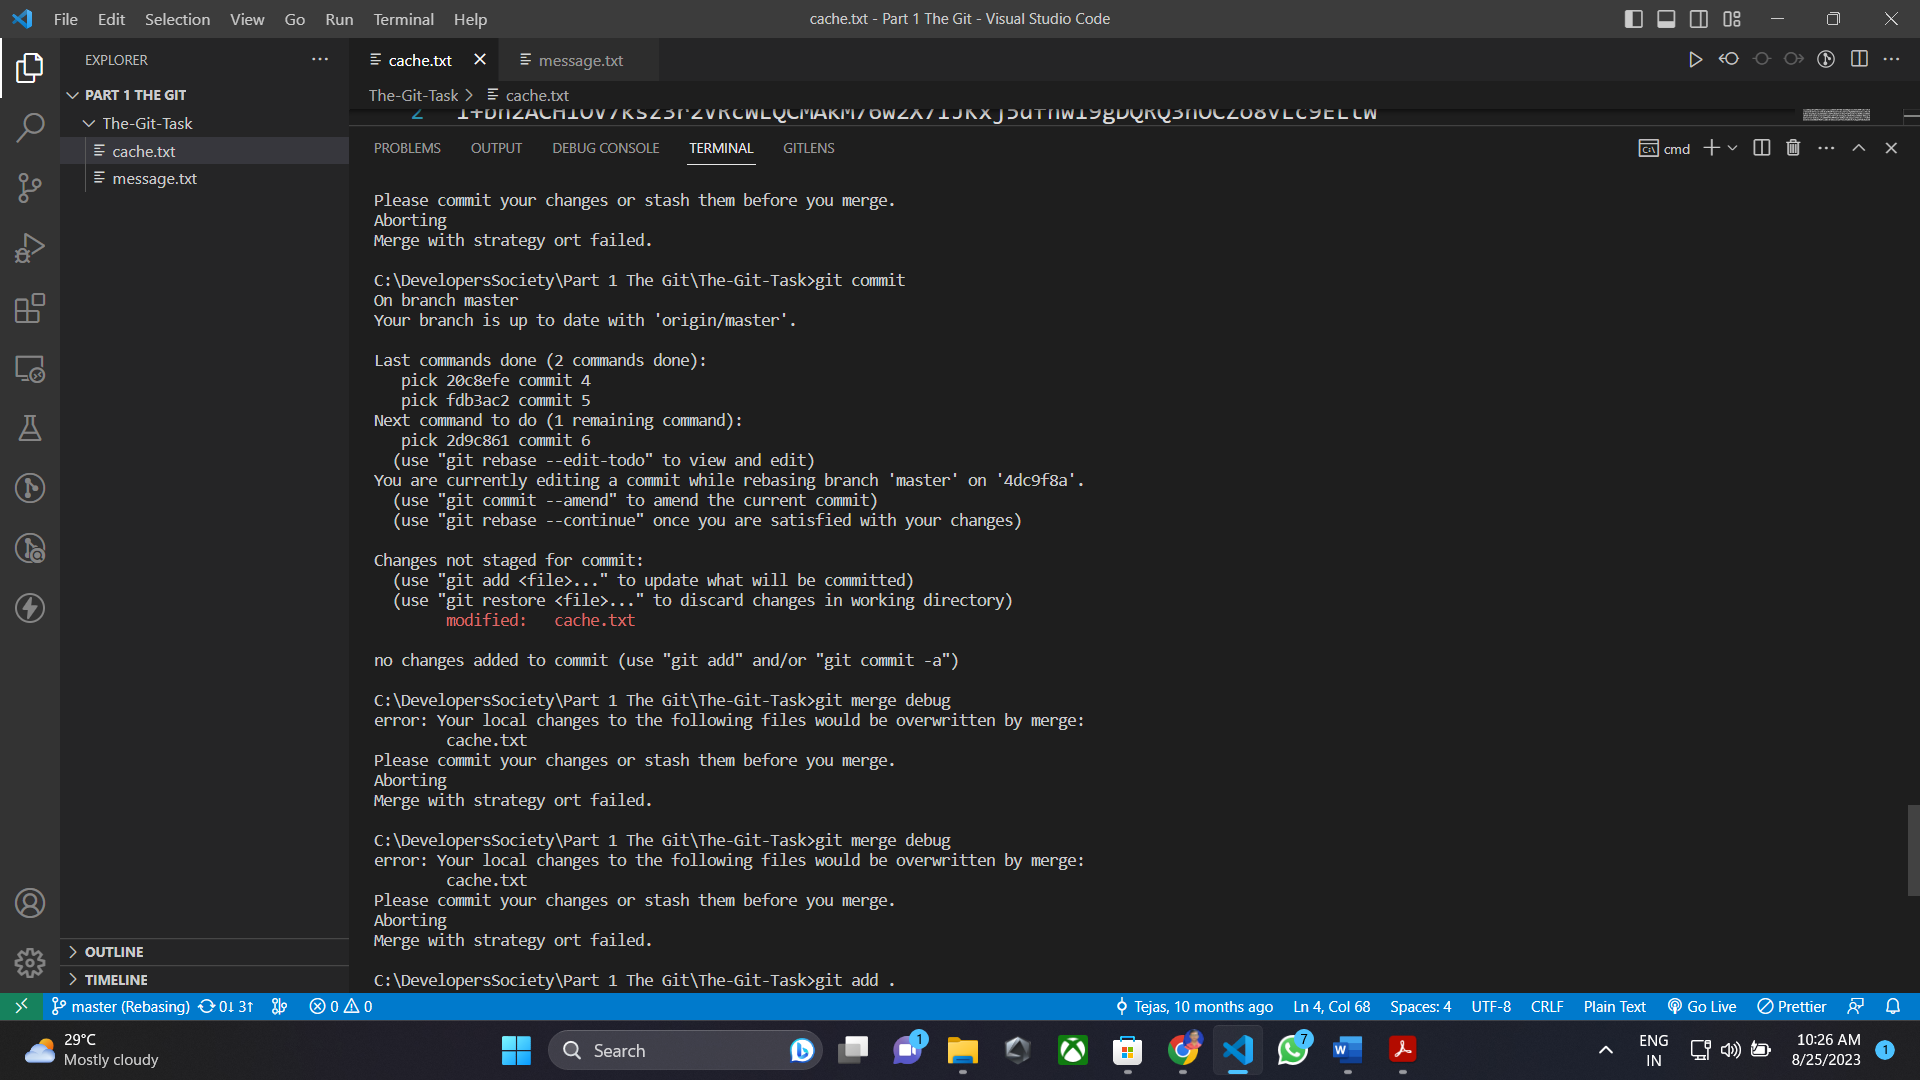 File Edit Selection View Go Run Terminal Help
cache.txt - Part 1 The Git - Visual Studio Code
EXPLORER
PART 1 THE GIT
The-Git-Task
cache.txt
message.txt
OUTLINE
TIMELINE
cache.txt message.txt
The-Git-Task > cache.txt
2
PROBLEMS OUTPUT DEBUG CONSOLE TERMINAL GITLENS
cmd
Please commit your changes or stash them before you merge.
Aborting
Merge with strategy ort failed.
C:\DevelopersSociety\Part 1 The Git\The-Git-Task>git commit
On branch master
Your branch is up to date with 'origin/master'.
Last commands done (2 commands done):
pick 20c8efe commit 4
pick fdb3ac2 commit 5
Next command to do (1 remaining command):
pick 2d9c861 commit 6
(use "git rebase --edit-todo" to view and edit)
You are currently editing a commit while rebasing branch 'master' on '4dc9f8a'.
(use "git commit --amend" to amend the current commit)
(use "git rebase --continue" once you are satisfied with your changes)
Changes not staged for commit:
(use "git add <file>..." to update what will be committed)
(use "git restore <file>..." to discard changes in working directory)
modified: cache.txt
no changes added to commit (use "git add" and/or "git commit -a")
C:\DevelopersSociety\Part 1 The Git\The-Git-Task>git merge debug
error: Your local changes to the following files would be overwritten by merge:
cache.txt
Please commit your changes or stash them before you merge.
Aborting
Merge with strategy ort failed.
C:\DevelopersSociety\Part 1 The Git\The-Git-Task>git merge debug
error: Your local changes to the following files would be overwritten by merge:
cache.txt
Please commit your changes or stash them before you merge.
Aborting
Merge with strategy ort failed.
C:\DevelopersSociety\Part 1 The Git\The-Git-Task>git add .
master (Rebasing) 0↓ 3↑ 0 0
Tejas, 10 months ago Ln 4, Col 68 Spaces: 4 UTF-8 CRLF Plain Text Go Live Prettier
29°C
Mostly cloudy
Search
1
7
ENG
IN
10:26 AM
8/25/2023
1